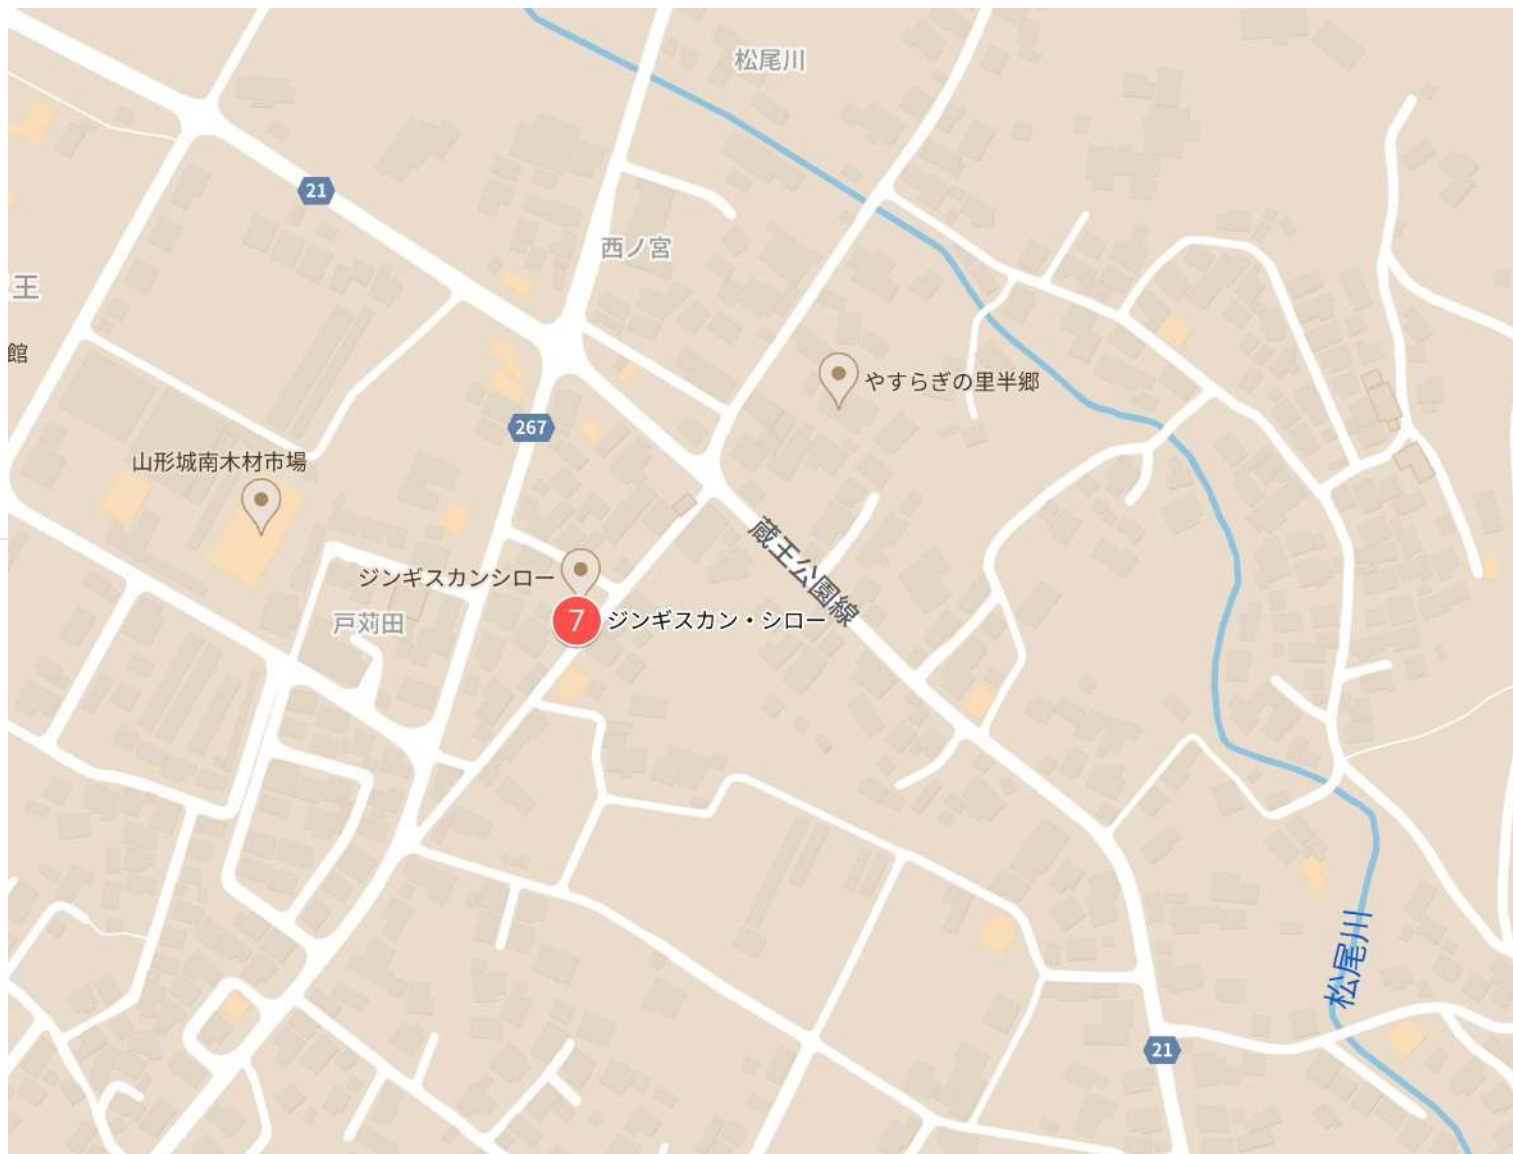 松尾川
21
西ノ宮
王
館
やすらぎの里半郷
267
山形城南木材市場
蔵王公園線
ジンギスカンシロー
7
ジンギスカン・シロー
戸苅田
松尾川
21